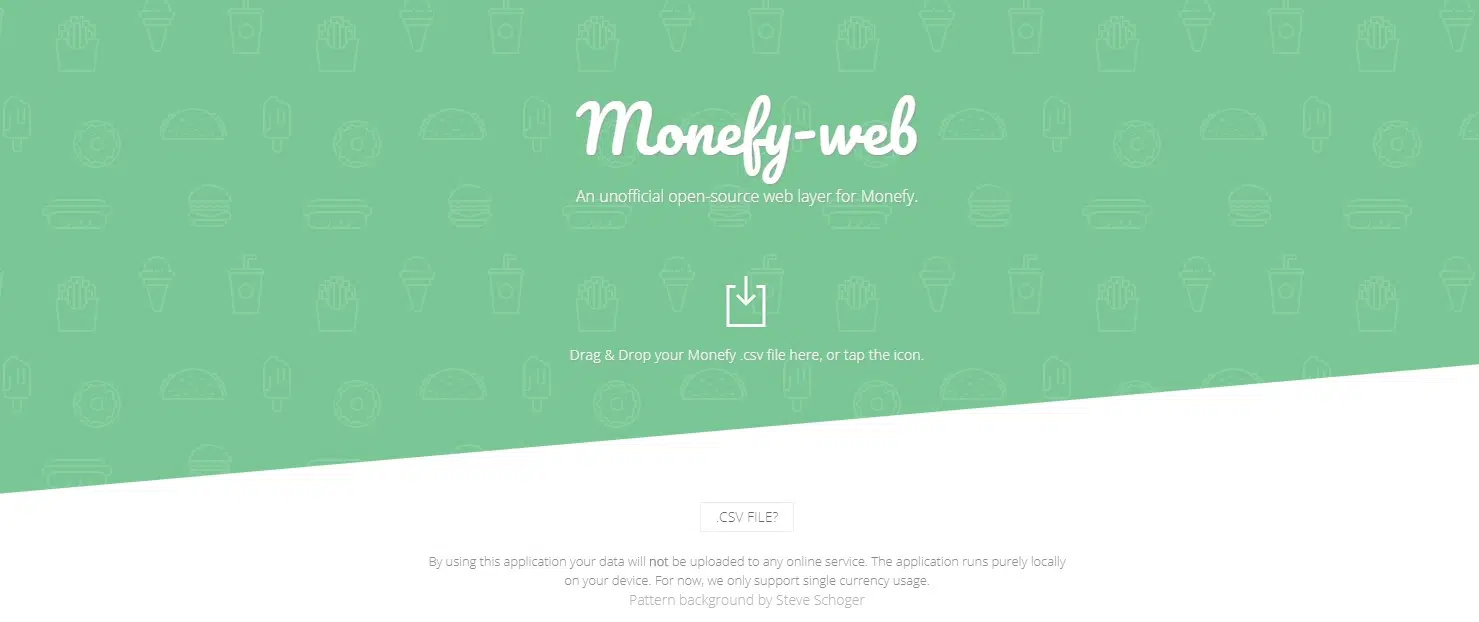 Monefy-web
An unofficial open-source web layer for Monefy.
Drag & Drop your Monefy .csv file here, or tap the icon.
.CSV FILE?
By using this application your data will not be uploaded to any online service. The application runs purely locally
on your device. For now, we only support single currency usage.
Pattern background by Steve Schoger